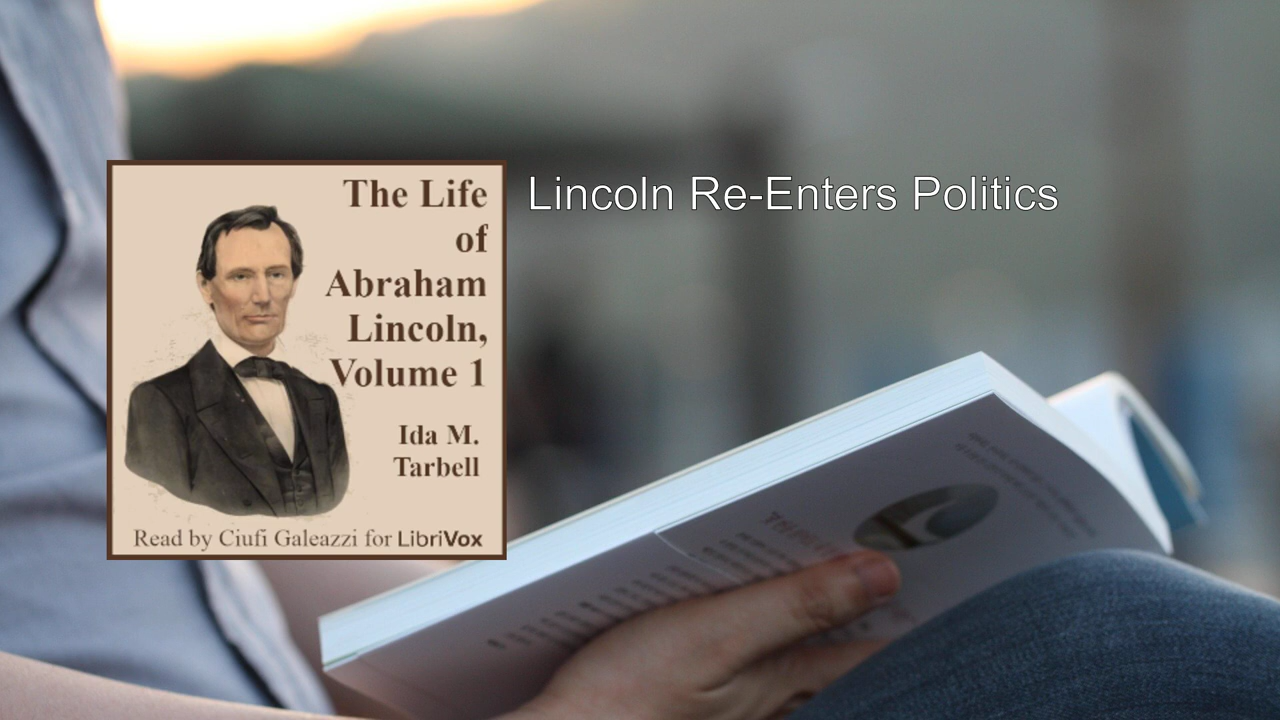 The Life
of
Abraham
Lincoln,
Volume 1
Ida M.
Tarbell
Read by Ciufi Galeazzi for LibriVox
Lincoln Re-Enters Politics